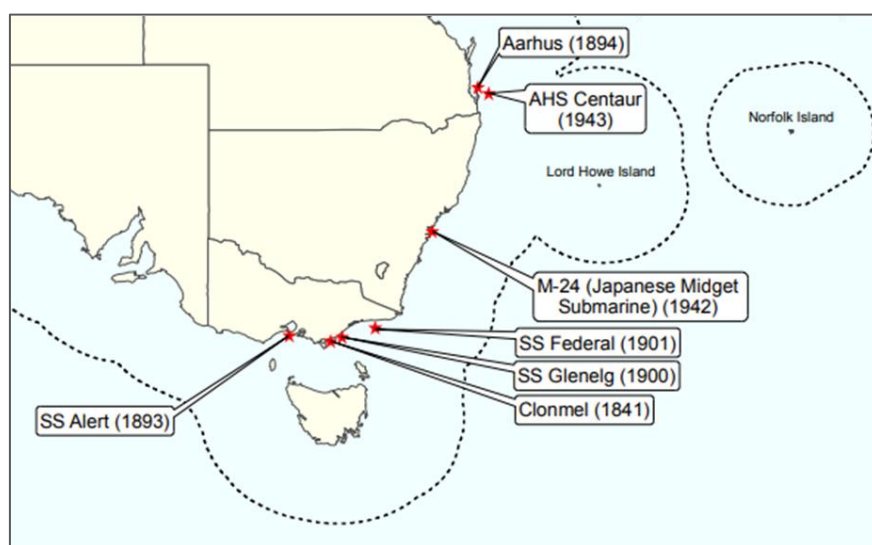 Aarhus (1894)
AHS Centaur
(1943)
Norfolk Island
Lord Howe Island
M-24 (Japanese Midget
Submarine) (1942)
SS Federal (1901)
SS Glenelg (1900)
Clonmel (1841)
SS Alert (1893)